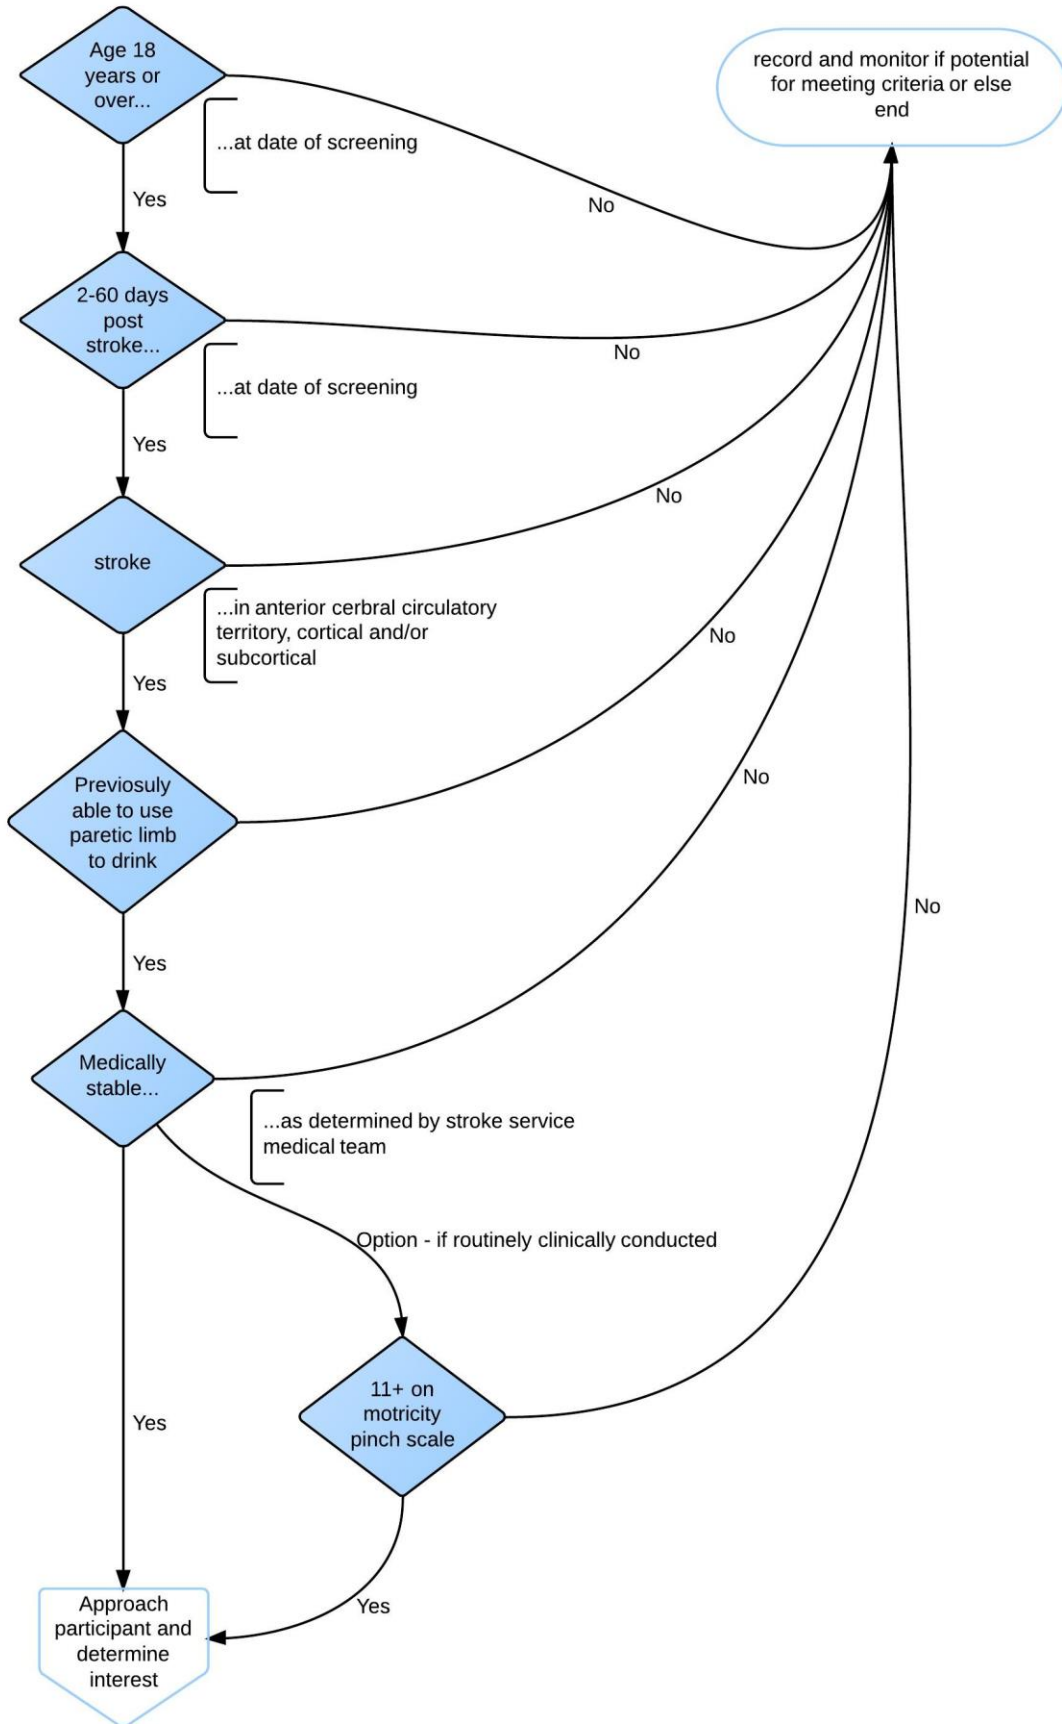 Age 18
years or
over...
record and monitor if potential
for meeting criteria or else
end
...at date of screening
Yes
No
2-60 days
post
stroke...
No
...at date of screening
Yes
No
stroke
...in anterior cerbral circulatory
territory, cortical and/or
subcortical
No
Yes
Previosuly
able to use
paretic limb
to drink
No
No
Yes
Medically
stable...
...as determined by stroke service
medical team
Option - if routinely clinically conducted
11+ on
motricity
pinch scale
Yes
Approach
participant and
determine
interest
Yes